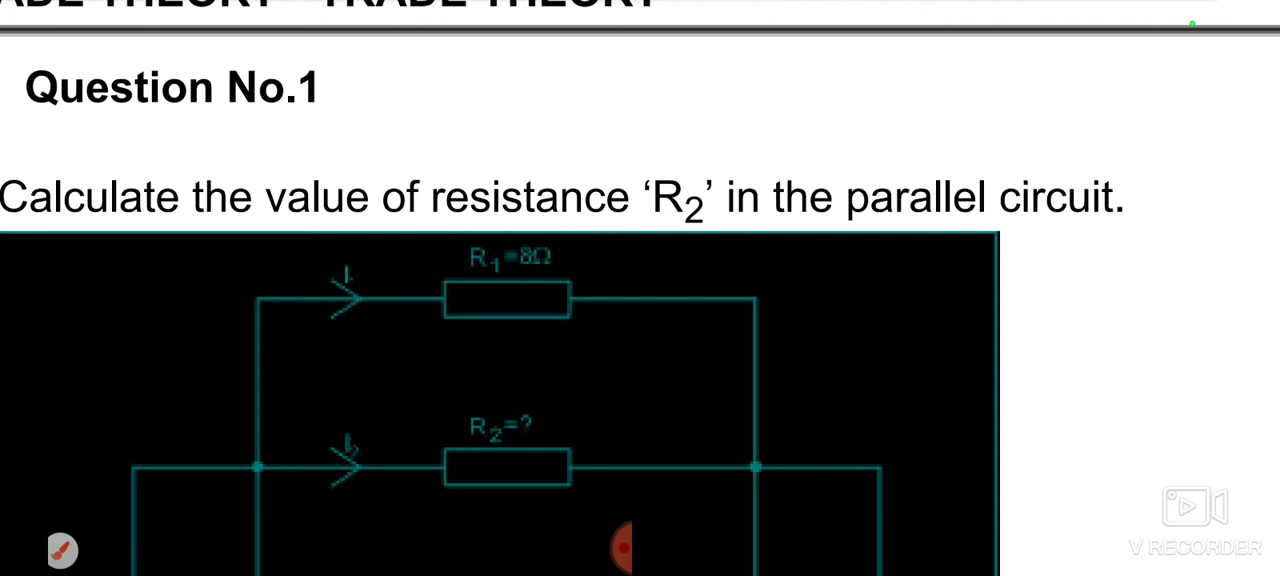 Question No.1
Calculate the value of resistance ‘R₂’ in the parallel circuit.
R₁=8Ω
R₂=?
V RECORDER